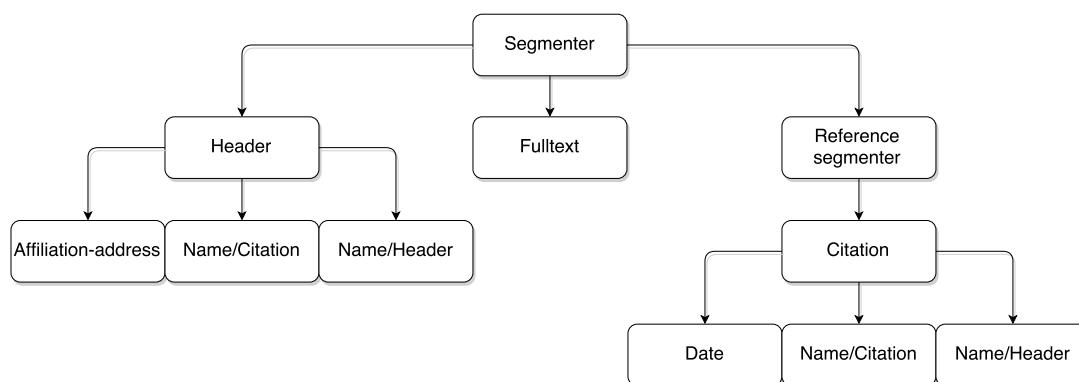 Segmenter
Header
Fulltext
Reference
segmenter
Affiliation-address
Name/Citation
Name/Header
Citation
Date
Name/Citation
Name/Header